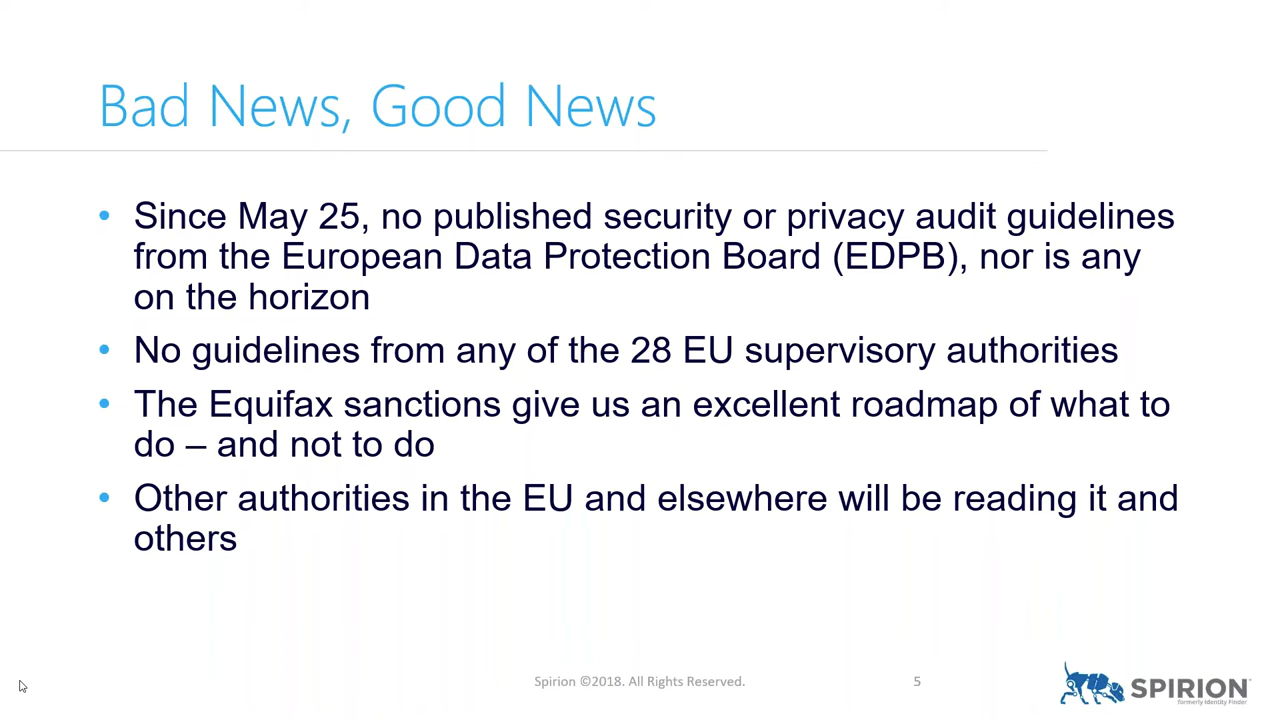 Bad News, Good News
• Since May 25, no published security or privacy audit guidelines
from the European Data Protection Board (EDPB), nor is any
on the horizon
• No guidelines from any of the 28 EU supervisory authorities
• The Equifax sanctions give us an excellent roadmap of what to
do – and not to do
• Other authorities in the EU and elsewhere will be reading it and
others
Spirion ©2018. All Rights Reserved.
5
SPIRION
formerly Identity Finder